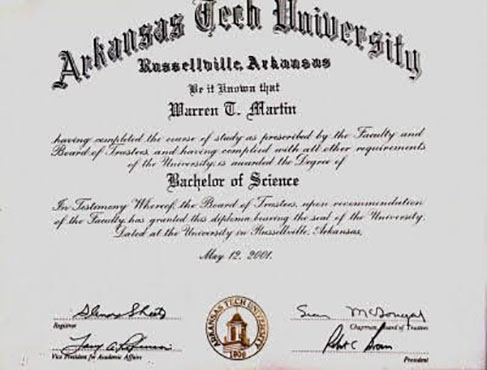 Arkansas Tech University
Russellville, Arkansas
Be it Known that
Warren T. Martin
having completed the course of study as prescribed by the Faculty and
Board of Trustees and having complied with all other requirements
of the University, is awarded the Degree of
Bachelor of Science
In Testimony Whereof, the Board of Trustees, upon recommendation
of the Faculty, has granted this diploma bearing the seal of the University.
Dated at the University in Russellville, Arkansas,
May 12, 2001.
Registrar
Vice President for Academic Affairs
ARKANSAS TECH UNIVERSITY
1909
Chairman, Board of Trustees
President